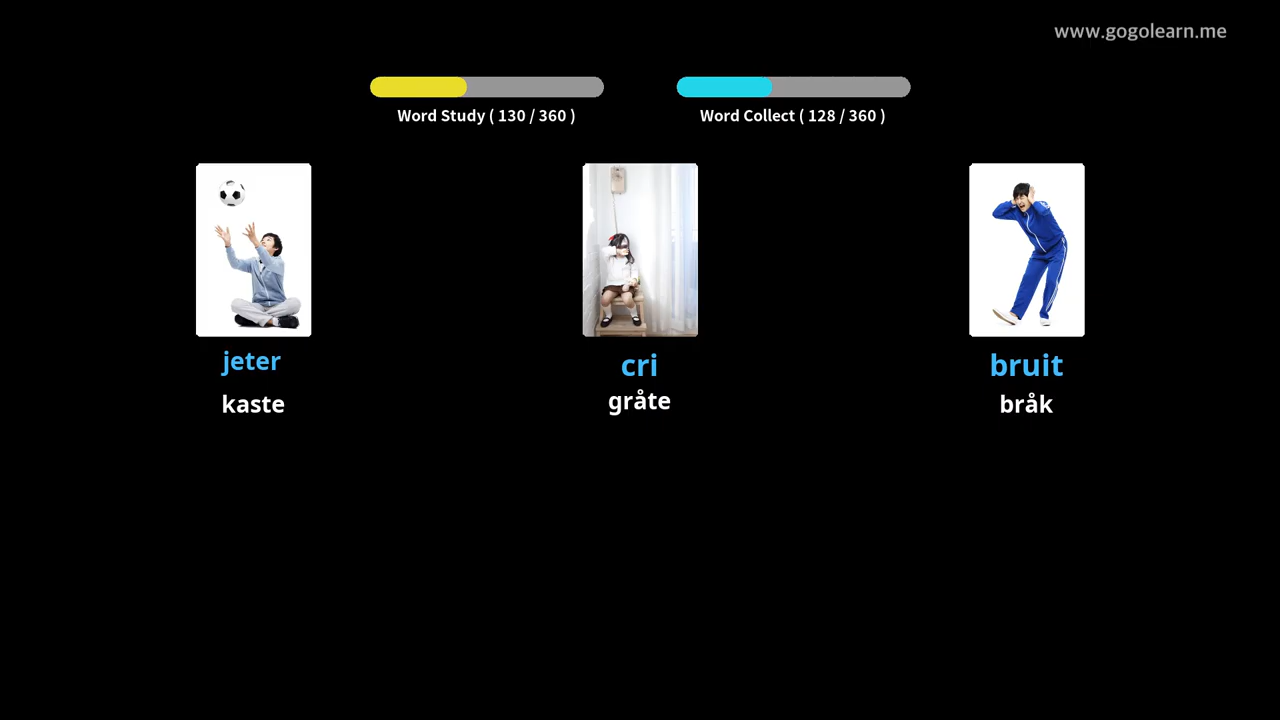 www.gogolearn.me
Word Study ( 130 / 360 )
Word Collect ( 128 / 360 )
jeter
cri
bruit
kaste
gråte
bråk